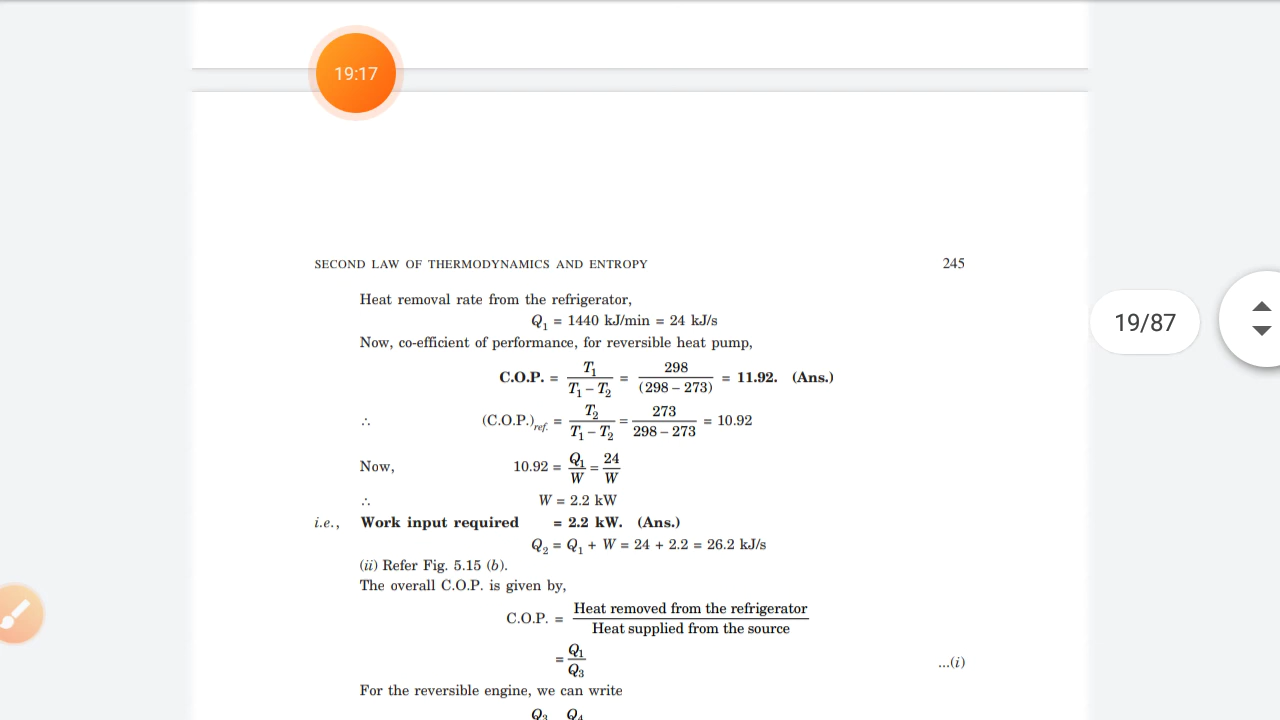 19:17
SECOND LAW OF THERMODYNAMICS AND ENTROPY 245
Heat removal rate from the refrigerator,
Q₁ = 1440 kJ/min = 24 kJ/s
Now, co-efficient of performance, for reversible heat pump,
C.O.P. = T₁ / (T₁ – T₂) = 298 / (298 – 273) = 11.92. (Ans.)
∴ (C.O.P.)ref. = T₂ / (T₁ – T₂) = 273 / (298 – 273) = 10.92
Now, 10.92 = Q₁/W = 24/W
∴ W = 2.2 kW
i.e., Work input required = 2.2 kW. (Ans.)
Q₂ = Q₁ + W = 24 + 2.2 = 26.2 kJ/s
(ii) Refer Fig. 5.15 (b).
The overall C.O.P. is given by,
C.O.P. = Heat removed from the refrigerator / Heat supplied from the source
= Q₁/Q₃ ...(i)
For the reversible engine, we can write
Q₃ Q₄
19/87